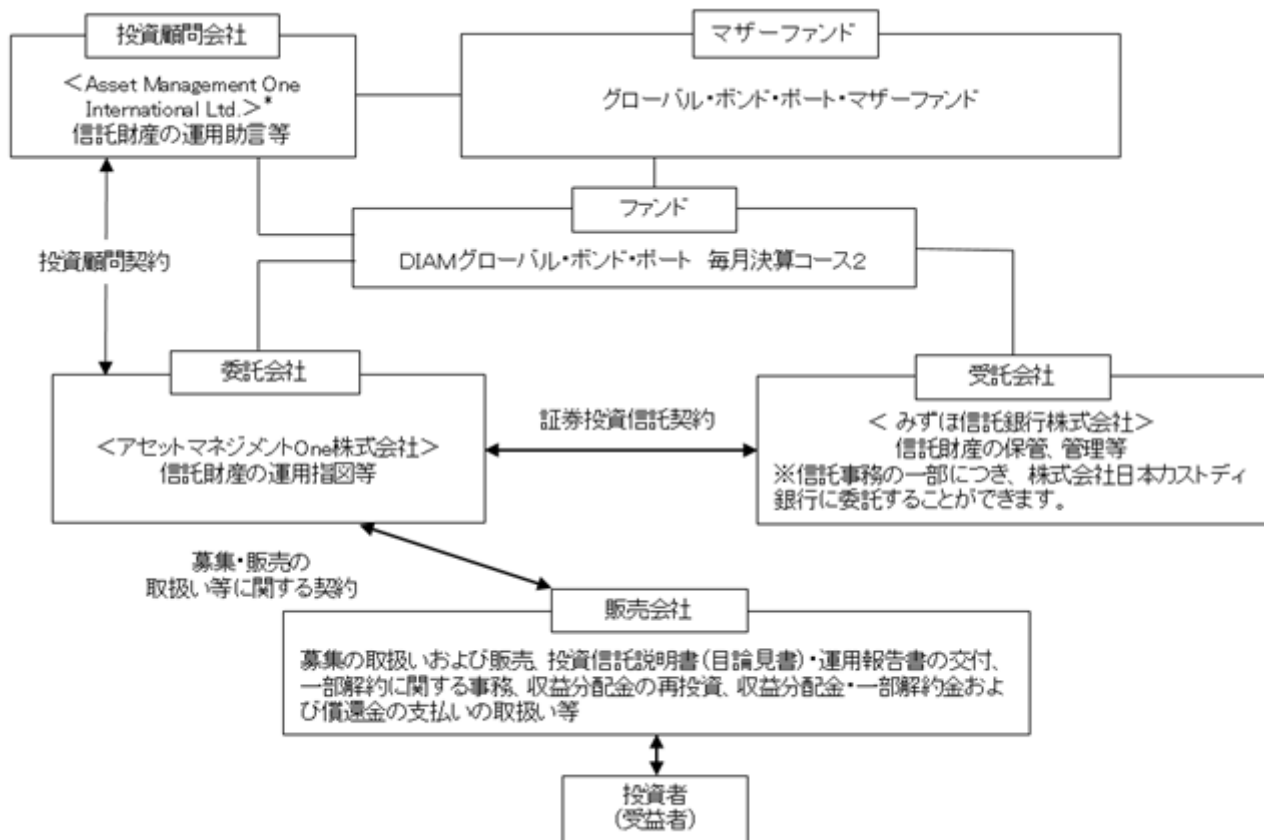 投資顧問会社
＜Asset Management One
International Ltd.＞*
信託財産の運用助言等
マザーファンド
グローバル・ボンド・ポート・マザーファンド
ファンド
DIAMグローバル・ボンド・ポート　毎月決算コース2
投資顧問契約
委託会社
＜アセットマネジメントOne株式会社＞
信託財産の運用指図等
証券投資信託契約
受託会社
＜ みずほ信託銀行株式会社＞
信託財産の保管、管理等
※信託事務の一部につき、株式会社日本カストディ
銀行に委託することができます。
募集・販売の
取扱い等に関する契約
販売会社
募集の取扱いおよび販売、投資信託説明書（目論見書）・運用報告書の交付、
一部解約に関する事務、収益分配金の再投資、収益分配金・一部解約金およ
び償還金の支払いの取扱い等
投資者
（受益者）